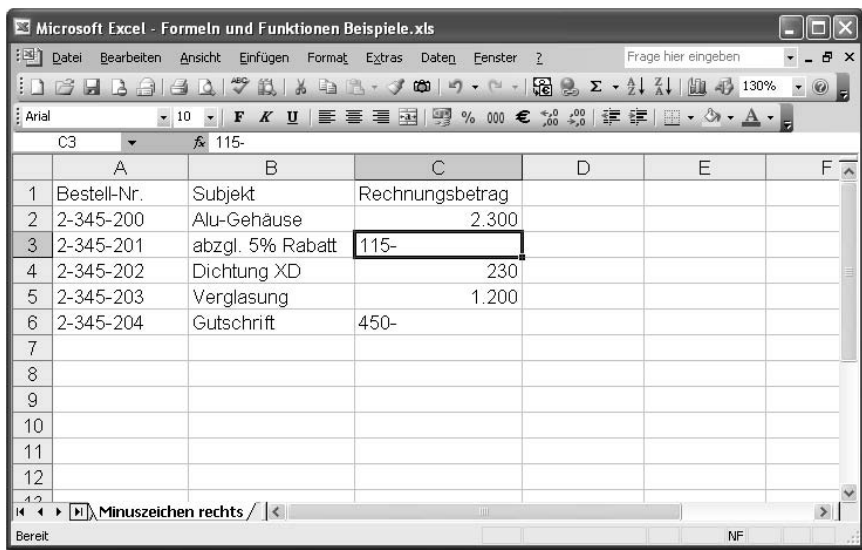 Microsoft Excel - Formeln und Funktionen Beispiele.xls
Datei Bearbeiten Ansicht Einfügen Format Extras Daten Fenster ? Frage hier eingeben
130%
Arial 10 F K U % 000 €
C3 fx 115-
A B C D E F
1 Bestell-Nr. Subjekt Rechnungsbetrag
2 2-345-200 Alu-Gehäuse 2.300
3 2-345-201 abzgl. 5% Rabatt 115-
4 2-345-202 Dichtung XD 230
5 2-345-203 Verglasung 1.200
6 2-345-204 Gutschrift 450-
7
8
9
10
11
12
Minuszeichen rechts
Bereit NF